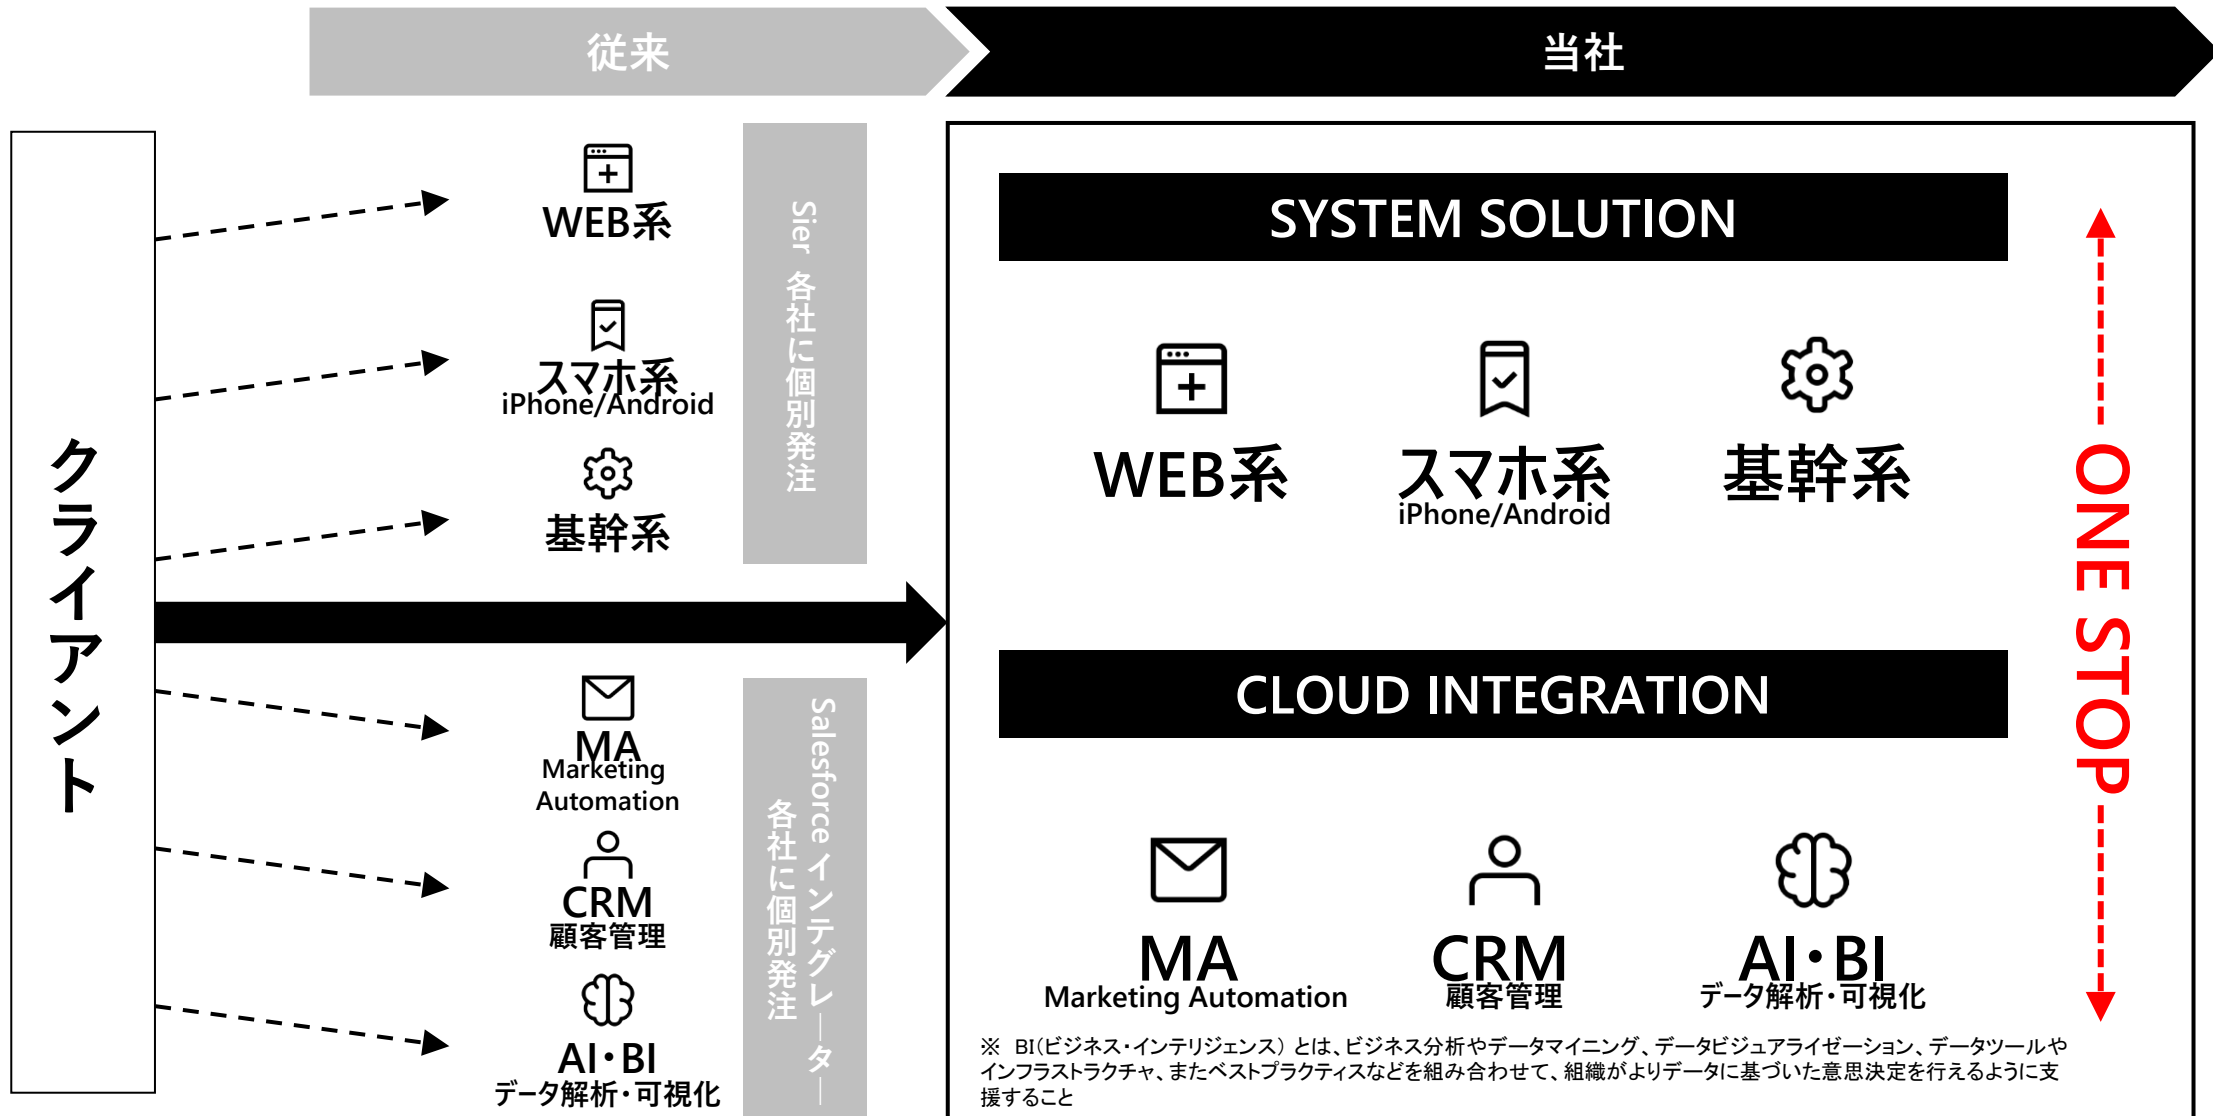 従来
当社
クライアント
WEB系
スマホ系
iPhone/Android
基幹系
Sier 各社に個別発注
MA
Marketing
Automation
CRM
顧客管理
AI・BI
データ解析・可視化
Salesforce インテグレーター
各社に個別発注
SYSTEM SOLUTION
WEB系
スマホ系
iPhone/Android
基幹系
CLOUD INTEGRATION
MA
Marketing Automation
CRM
顧客管理
AI・BI
データ解析・可視化
ONE STOP
※ BI(ビジネス・インテリジェンス) とは、ビジネス分析やデータマイニング、データビジュアライゼーション、データツールや
インフラストラクチャ、またベストプラクティスなどを組み合わせて、組織がよりデータに基づいた意思決定を行えるように支
援すること